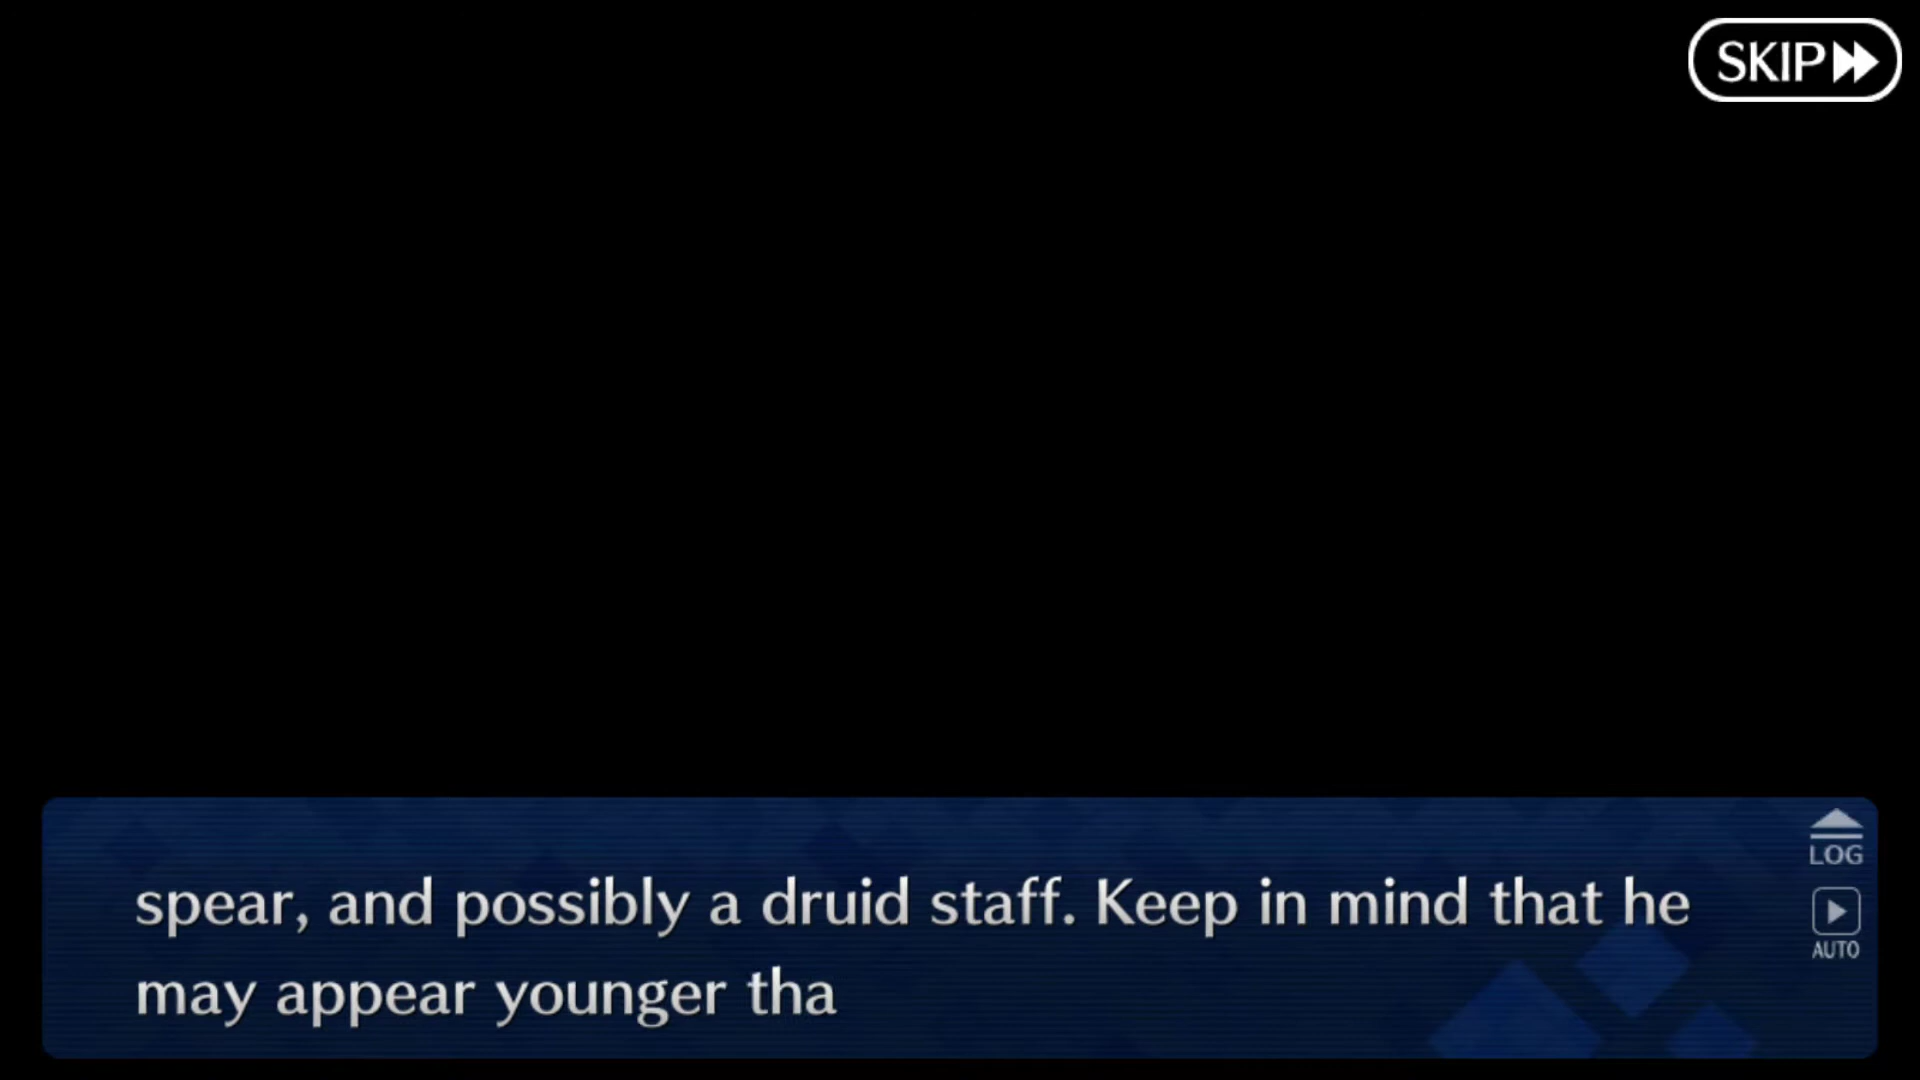 SKIP
LOG
spear, and possibly a druid staff. Keep in mind that he
AUTO
may appear younger tha